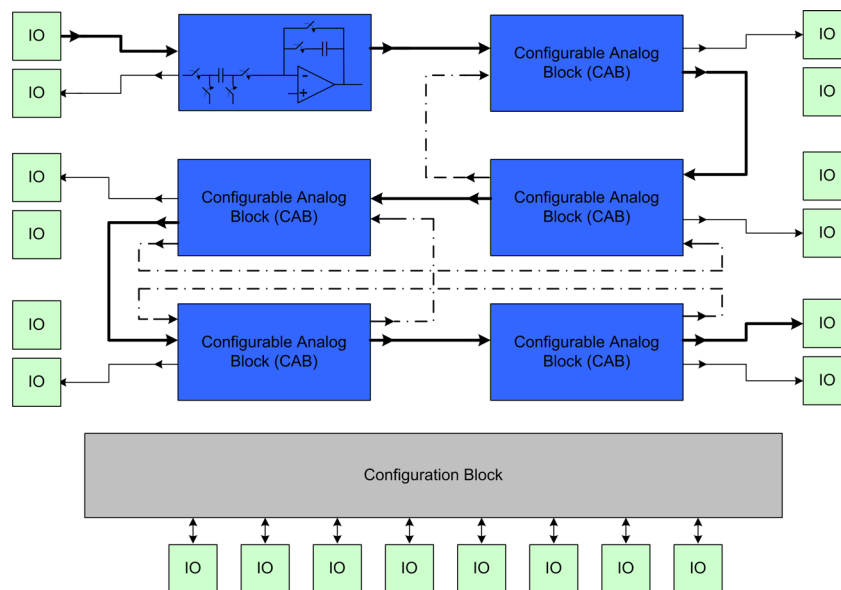 IO
IO
Configurable Analog
Block (CAB)
IO
IO
IO
IO
Configurable Analog
Block (CAB)
Configurable Analog
Block (CAB)
IO
IO
IO
IO
Configurable Analog
Block (CAB)
Configurable Analog
Block (CAB)
IO
IO
Configuration Block
IO IO IO IO IO IO IO IO